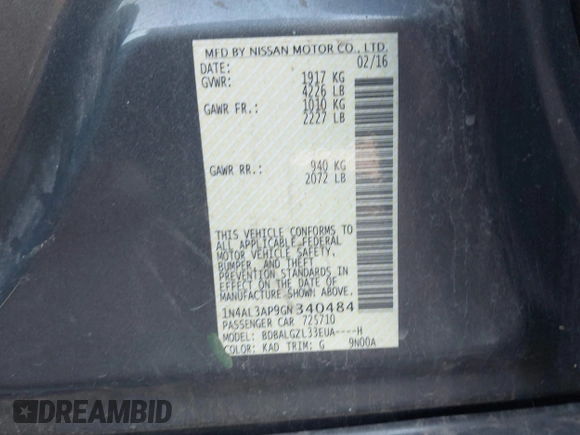 MFD BY NISSAN MOTOR CO., LTD.
DATE: 02/16
GVWR: 1917 KG
4226 LB
GAWR FR.: 1010 KG
2227 LB
GAWR RR.: 940 KG
2072 LB
THIS VEHICLE CONFORMS TO
ALL APPLICABLE FEDERAL
MOTOR VEHICLE SAFETY,
BUMPER, AND THEFT
PREVENTION STANDARDS IN
EFFECT ON THE DATE OF
MANUFACTURE SHOWN ABOVE.
1N4AL3AP9GN340484
PASSENGER CAR 725710
MODEL: BDBALGZL33EUA----H
COLOR: KAD TRIM: G 9N00A
DREAMBID